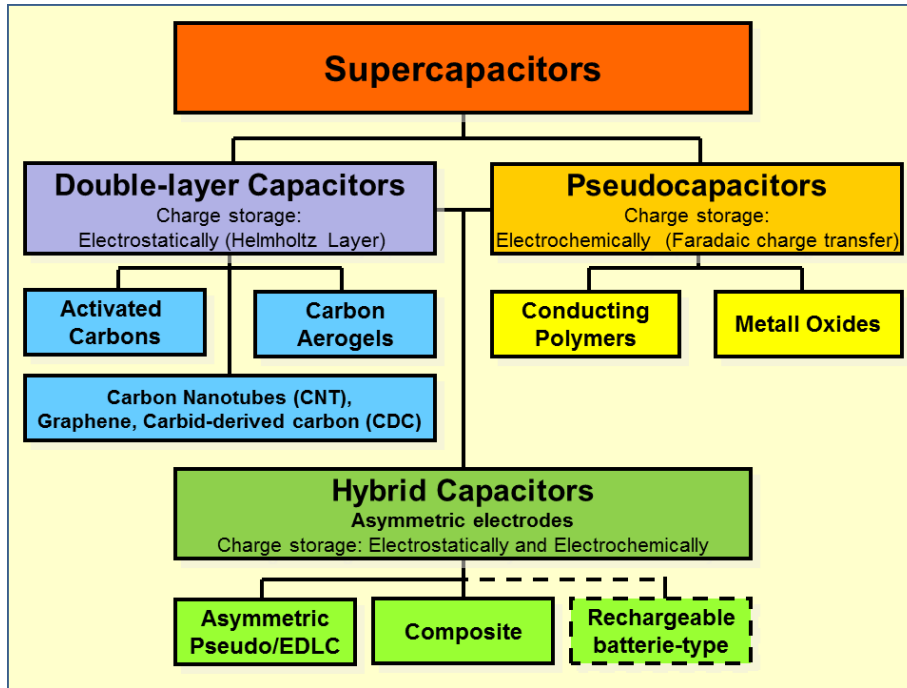 Supercapacitors
Double-layer Capacitors
Charge storage:
Electrostatically (Helmholtz Layer)
Pseudocapacitors
Charge storage:
Electrochemically (Faradaic charge transfer)
Activated
Carbons
Carbon
Aerogels
Conducting
Polymers
Metall Oxides
Carbon Nanotubes (CNT),
Graphene, Carbid-derived carbon (CDC)
Hybrid Capacitors
Asymmetric electrodes
Charge storage: Electrostatically and Electrochemically
Asymmetric
Pseudo/EDLC
Composite
Rechargeable
batterie-type